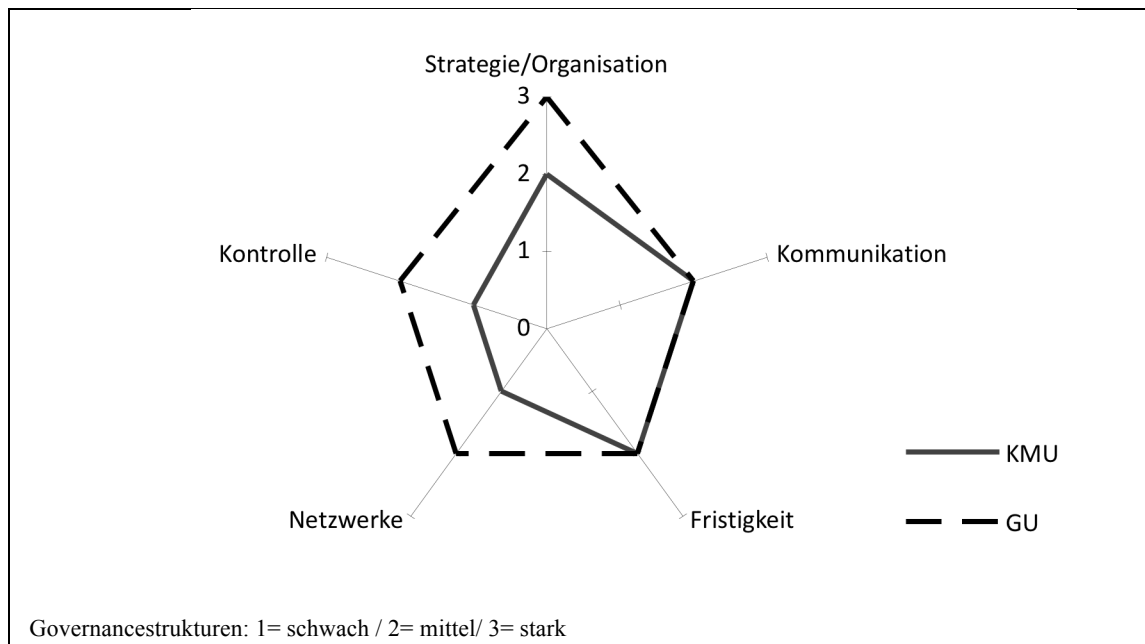 Strategie/Organisation
3
2
1
0
Kontrolle
Kommunikation
Netzwerke
Fristigkeit
KMU
GU
Governancestrukturen: 1= schwach / 2= mittel/ 3= stark